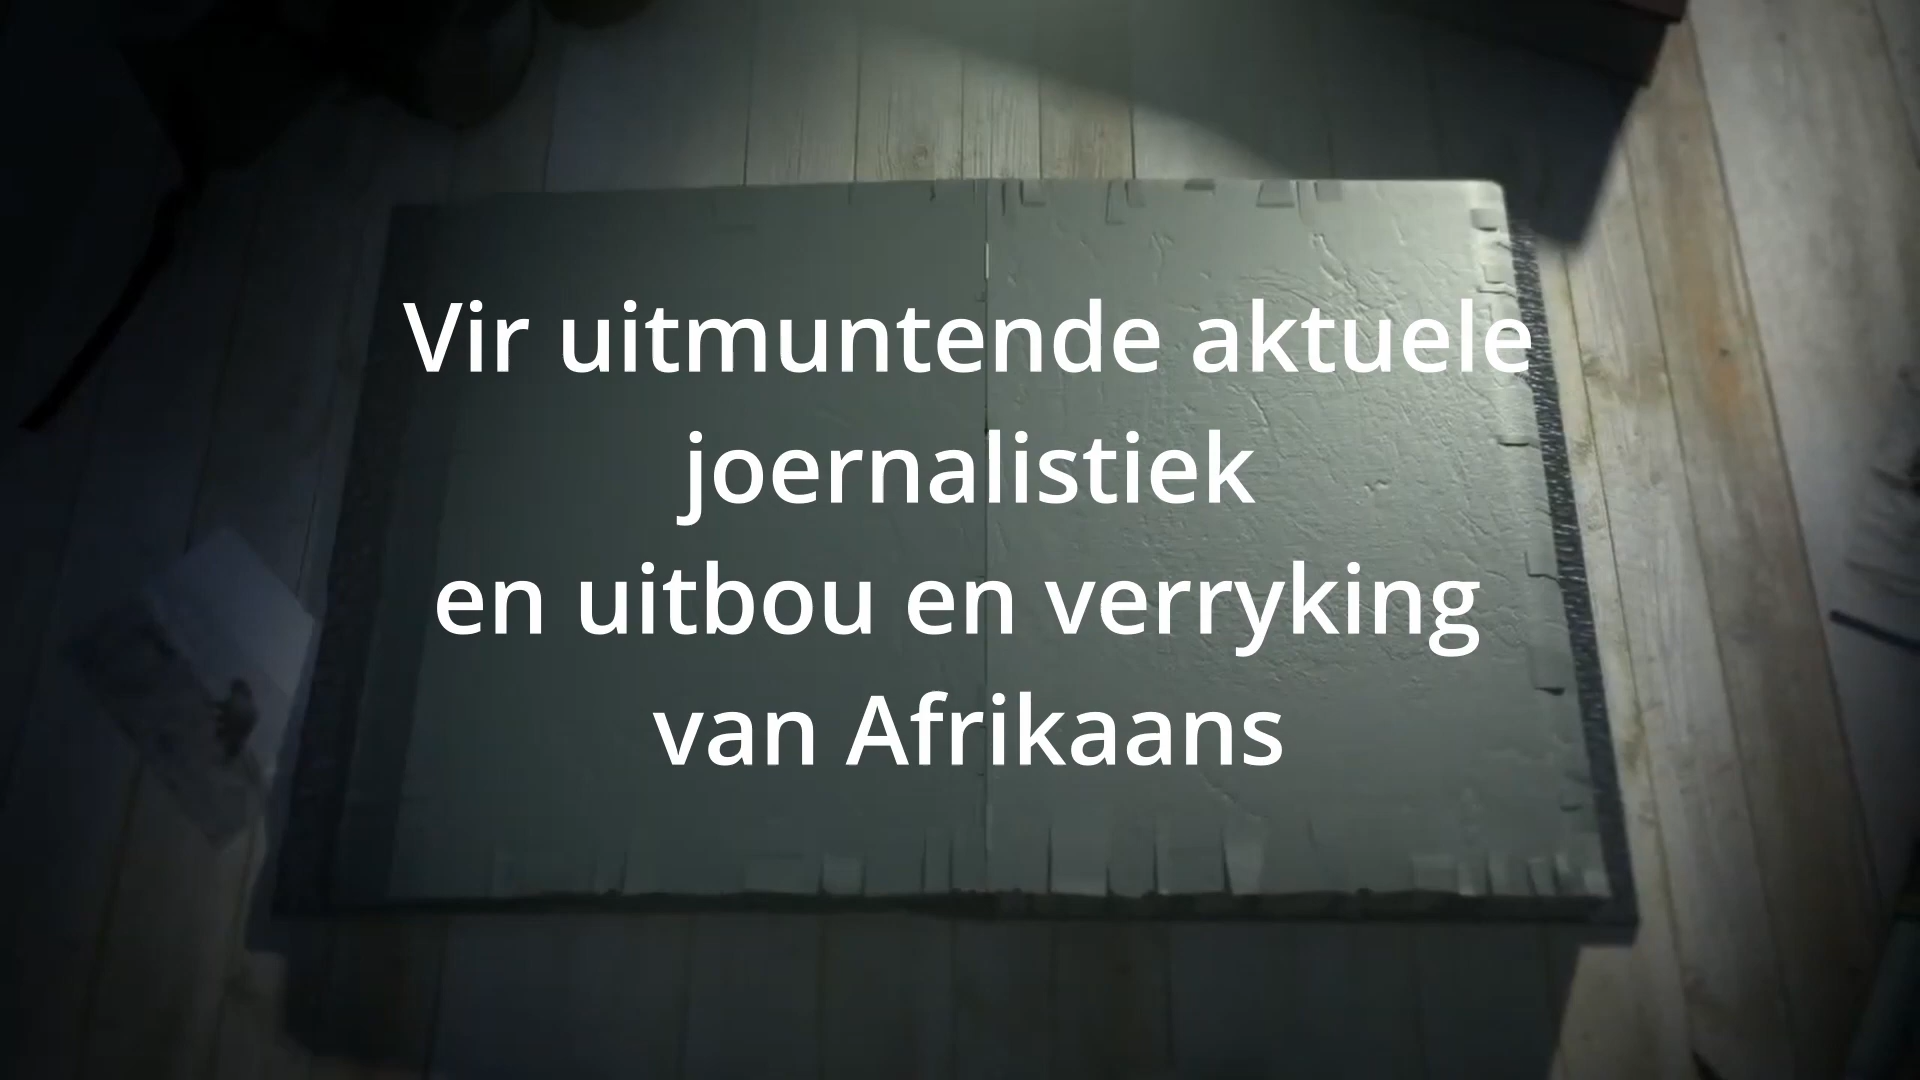 Vir uitmuntende aktuele
joernalistiek
en uitbou en verryking
van Afrikaans